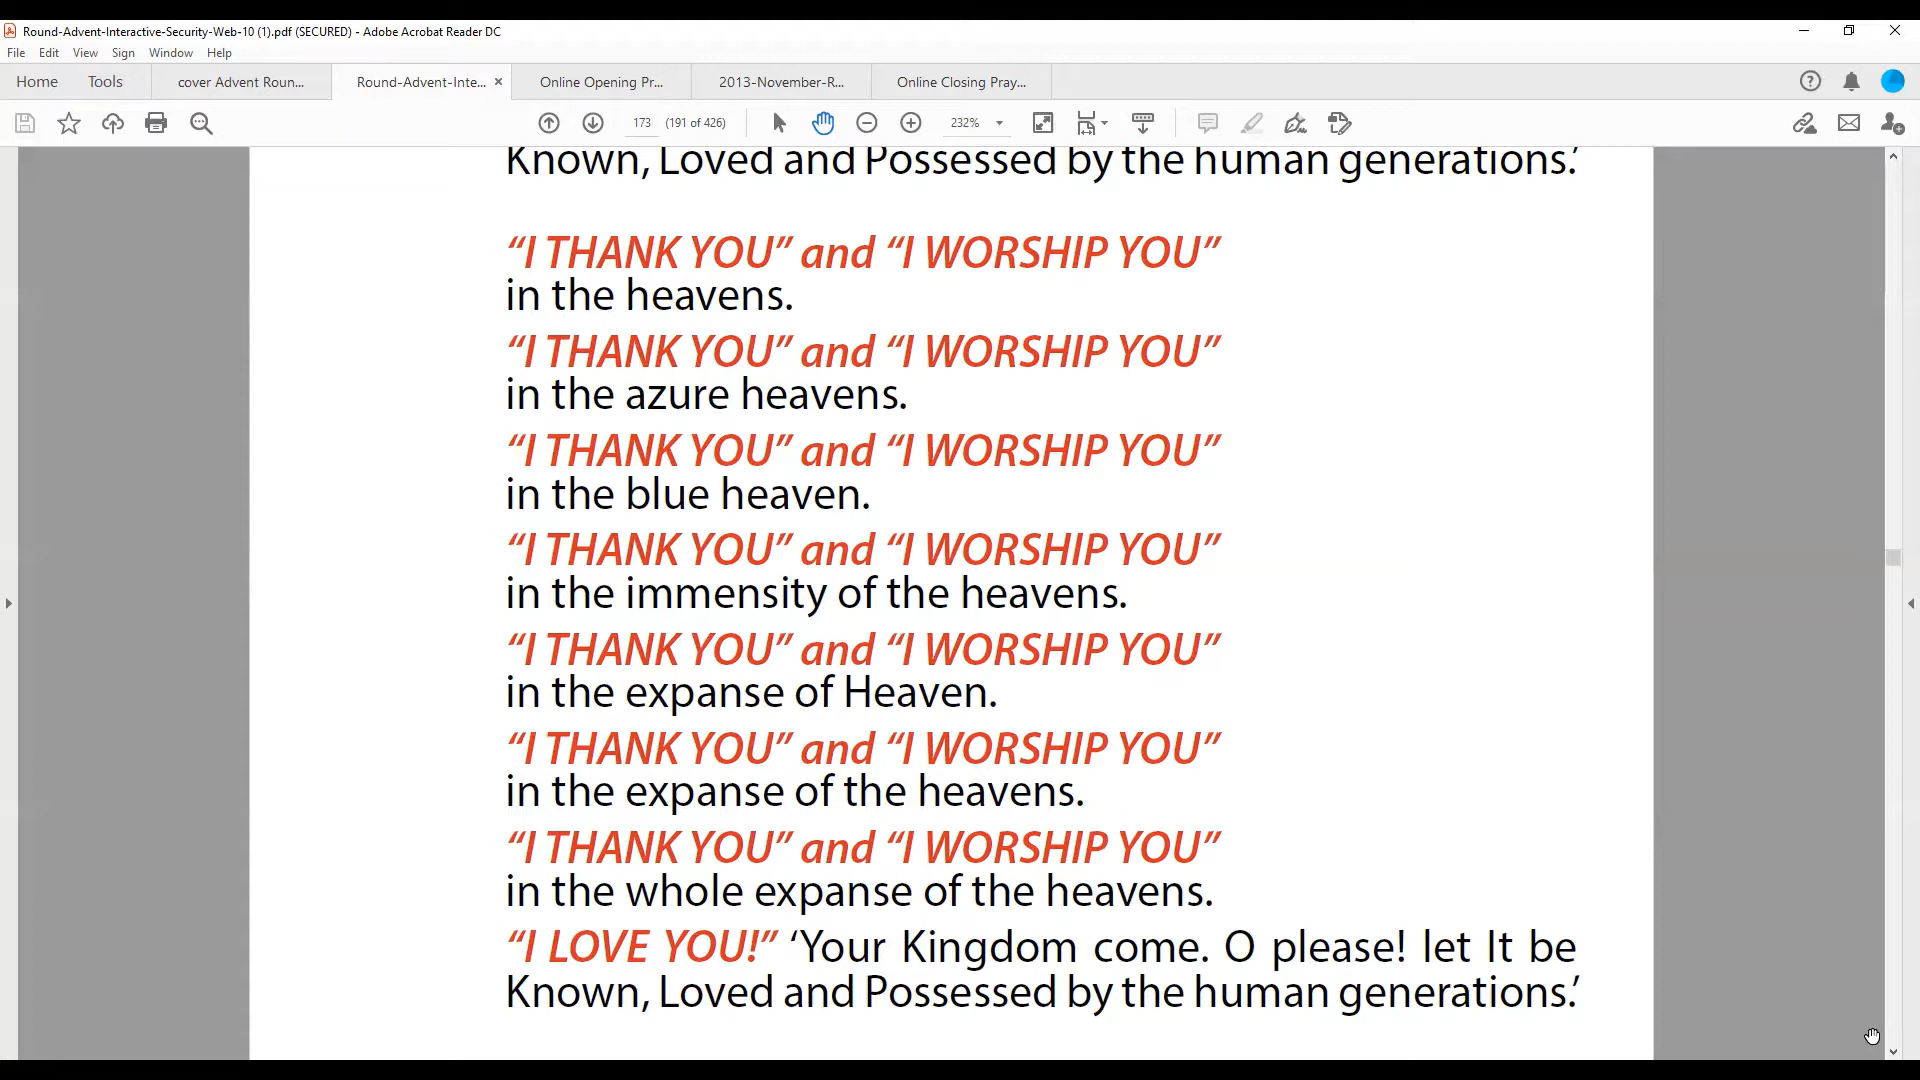 Round-Advent-Interactive-Security-Web-10 (1).pdf (SECURED) - Adobe Acrobat Reader DC
File Edit View Sign Window Help
Home Tools cover Advent Roun... Round-Advent-Inte... × Online Opening Pr... 2013-November-R... Online Closing Pray...
173 (191 of 426) 232%
Known, Loved and Possessed by the human generations.’
“I THANK YOU” and “I WORSHIP YOU”
in the heavens.
“I THANK YOU” and “I WORSHIP YOU”
in the azure heavens.
“I THANK YOU” and “I WORSHIP YOU”
in the blue heaven.
“I THANK YOU” and “I WORSHIP YOU”
in the immensity of the heavens.
“I THANK YOU” and “I WORSHIP YOU”
in the expanse of Heaven.
“I THANK YOU” and “I WORSHIP YOU”
in the expanse of the heavens.
“I THANK YOU” and “I WORSHIP YOU”
in the whole expanse of the heavens.
“I LOVE YOU!” ‘Your Kingdom come. O please! let It be
Known, Loved and Possessed by the human generations.’